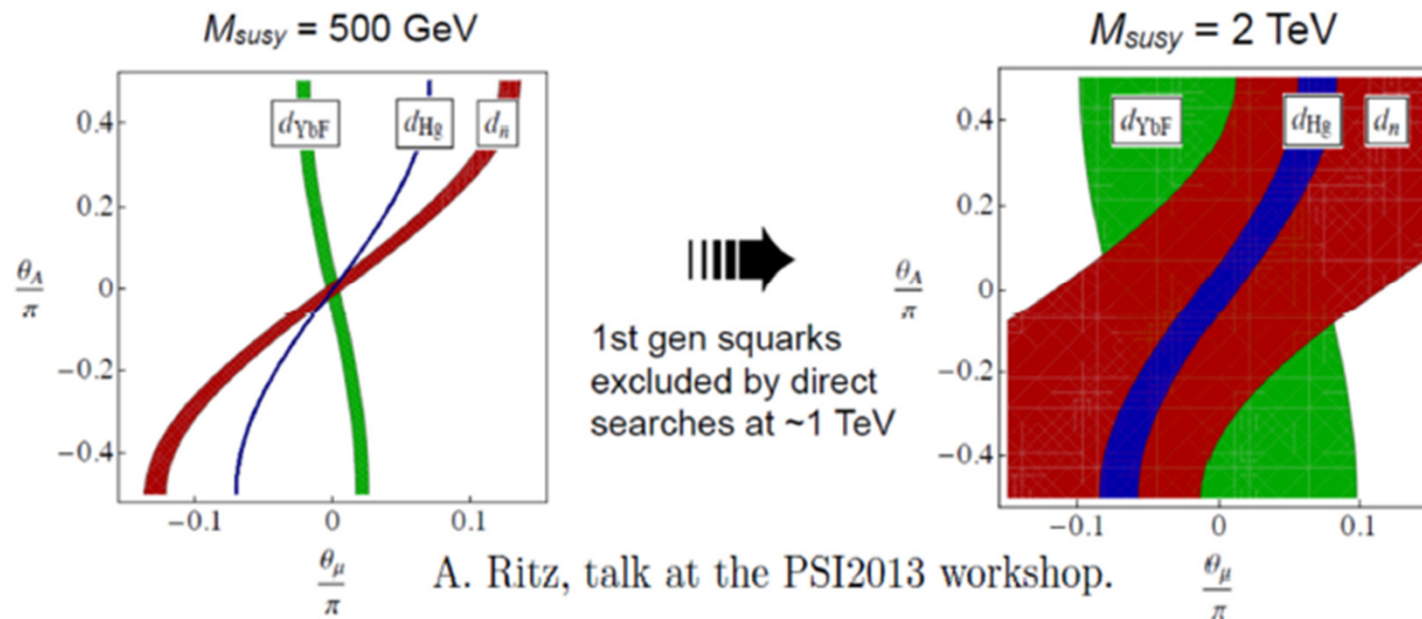 M_susy = 500 GeV
M_susy = 2 TeV
d_YbF
d_Hg
d_n
0.4
0.2
0
−0.2
−0.4
θ_A
π
−0.1
0
0.1
θ_μ
π
1st gen squarks
excluded by direct
searches at ~1 TeV
d_YbF
d_Hg
d_n
0.4
0.2
0
−0.2
−0.4
θ_A
π
−0.1
0
0.1
θ_μ
π
A. Ritz, talk at the PSI2013 workshop.